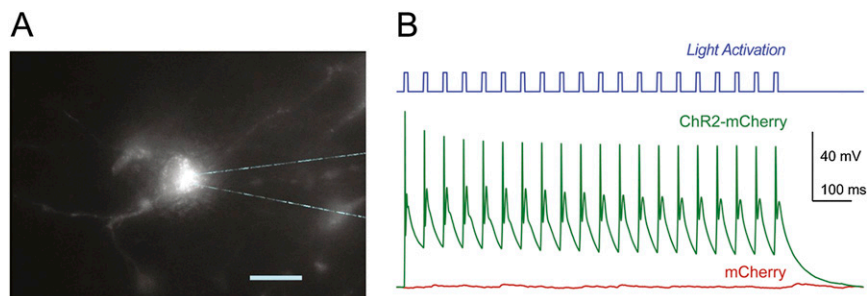 A
B
Light Activation
ChR2-mCherry
40 mV
100 ms
mCherry